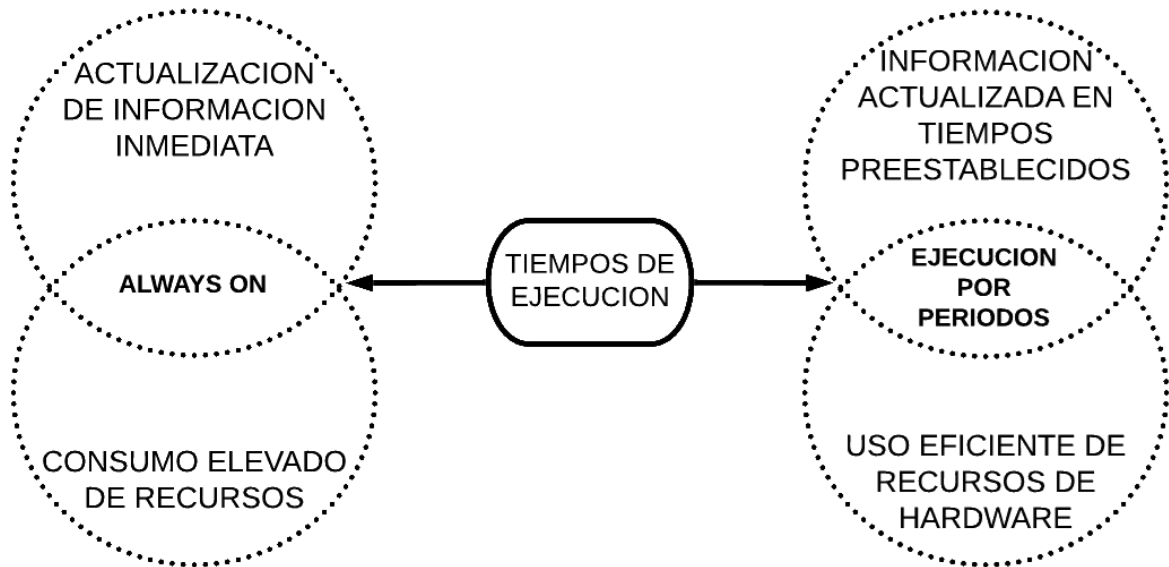 ACTUALIZACION
DE INFORMACION
INMEDIATA
ALWAYS ON
CONSUMO ELEVADO
DE RECURSOS
TIEMPOS DE
EJECUCION
INFORMACION
ACTUALIZADA EN
TIEMPOS
PREESTABLECIDOS
EJECUCION
POR
PERIODOS
USO EFICIENTE DE
RECURSOS DE
HARDWARE